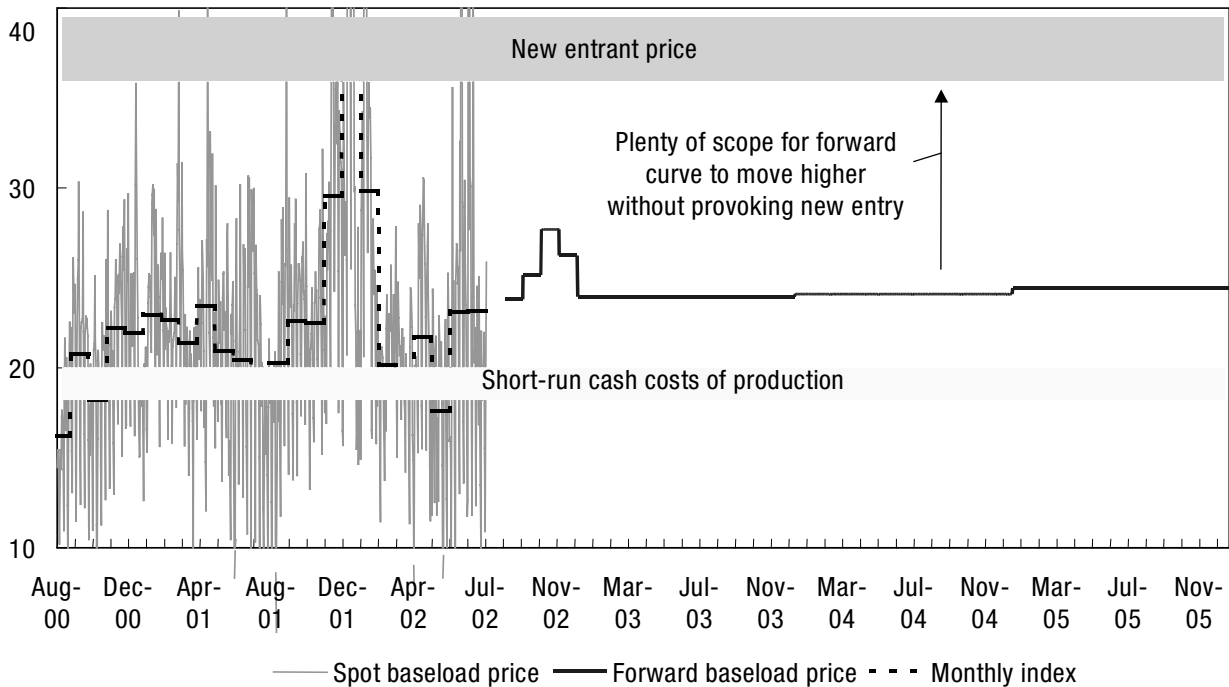 40
New entrant price
Plenty of scope for forward
curve to move higher
without provoking new entry
30
20
Short-run cash costs of production
10
Aug- Dec- Apr- Aug- Dec- Apr- Jul- Nov- Mar- Jul- Nov- Mar- Jul- Nov- Mar- Jul- Nov-
00 00 01 01 01 02 02 02 03 03 03 04 04 04 05 05 05
Spot baseload price Forward baseload price Monthly index